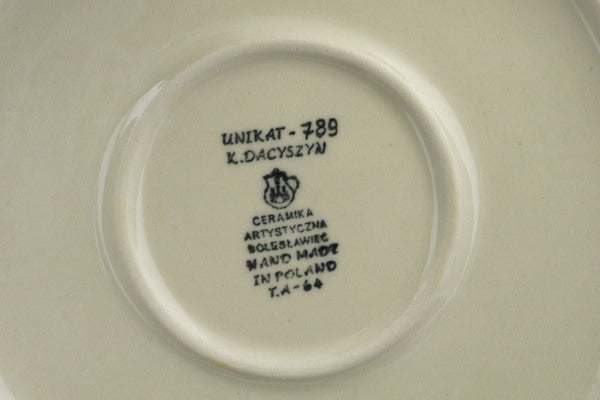 UNIKAT - 789
K. DACYSZYN
CERAMIKA
ARTYSTYCZNA
BOLESŁAWIEC
HAND MADE
IN POLAND
T.A - 64